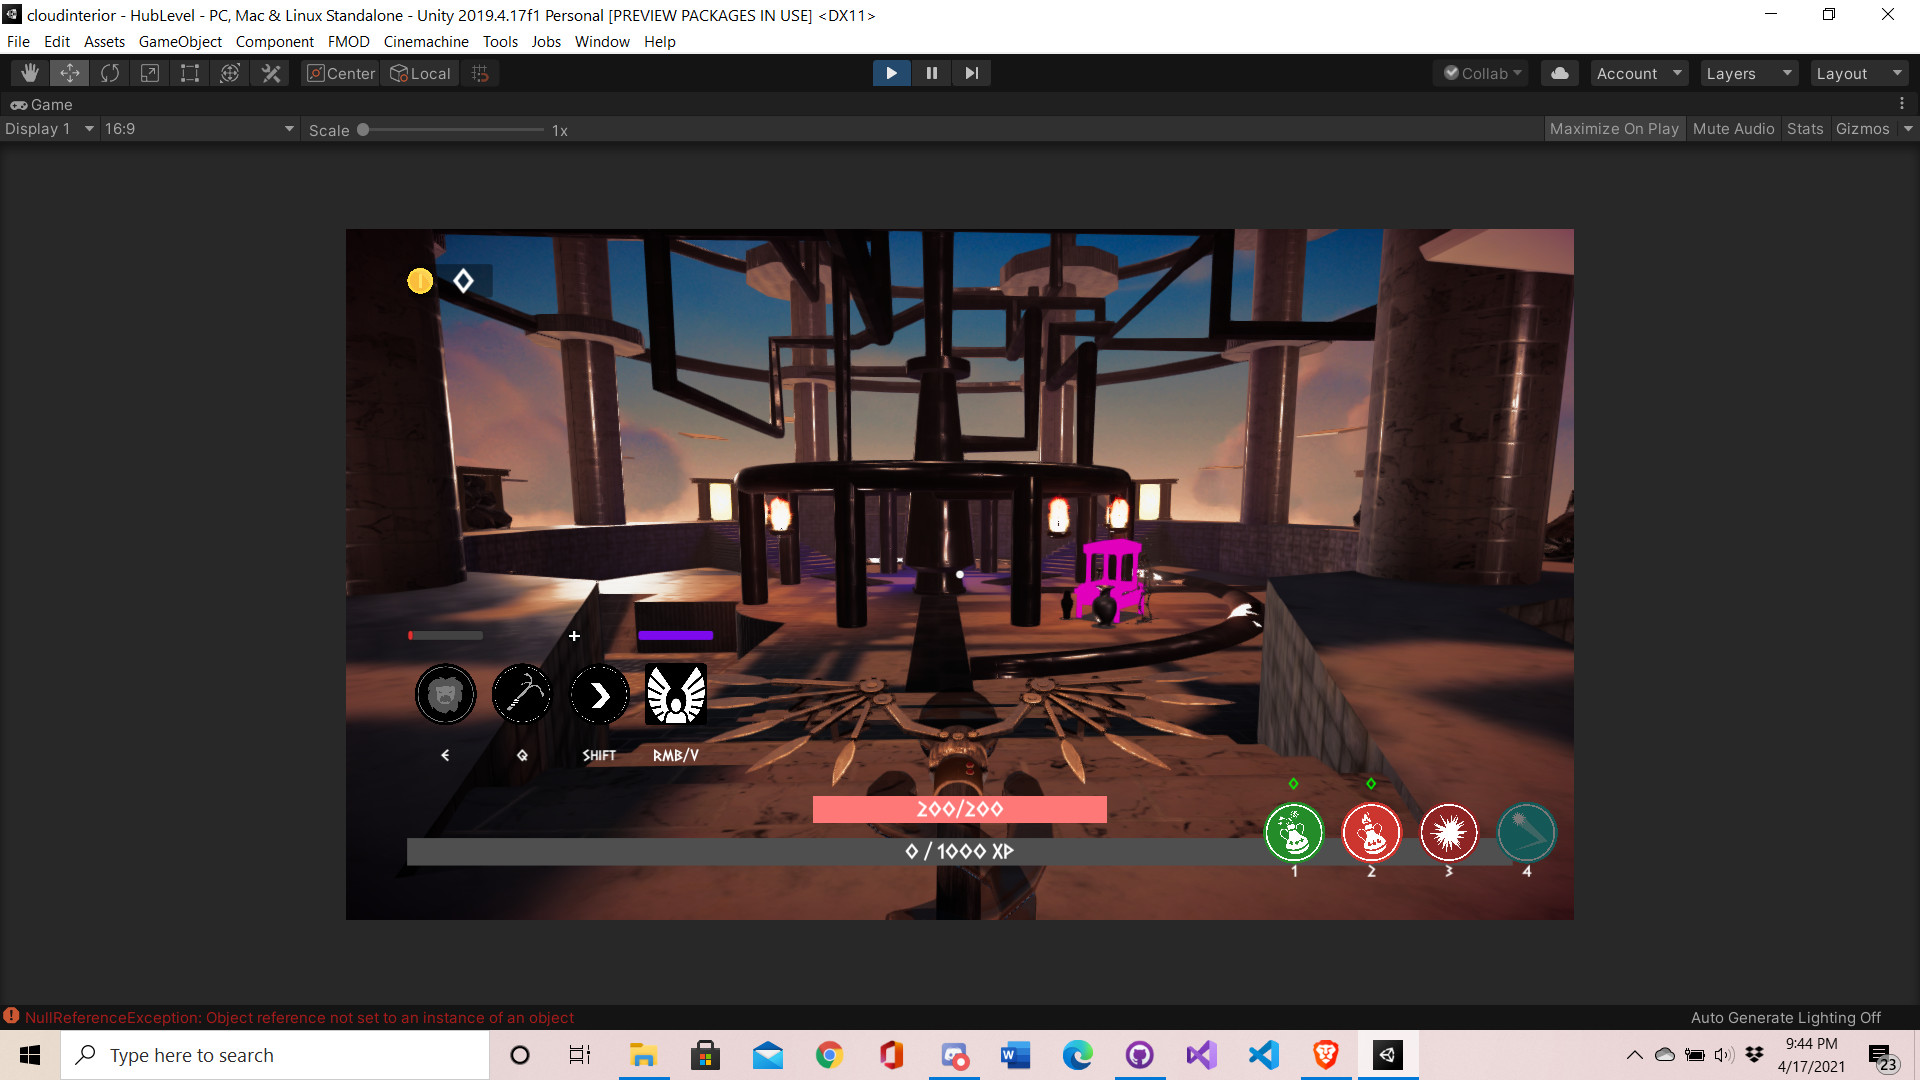 cloudinterior - HubLevel - PC, Mac & Linux Standalone - Unity 2019.4.17f1 Personal [PREVIEW PACKAGES IN USE] <DX11>
File Edit Assets GameObject Component FMOD Cinemachine Tools Jobs Window Help
Center Local Collab Account Layers Layout
Game
Display 1 16:9 Scale 1x Maximize On Play Mute Audio Stats Gizmos
0
E Q SHIFT RMB/V
0 0
200/200
0 / 1000 XP
1 2 3 4
NullReferenceException: Object reference not set to an instance of an object
Auto Generate Lighting Off
Type here to search
9:44 PM
4/17/2021
23